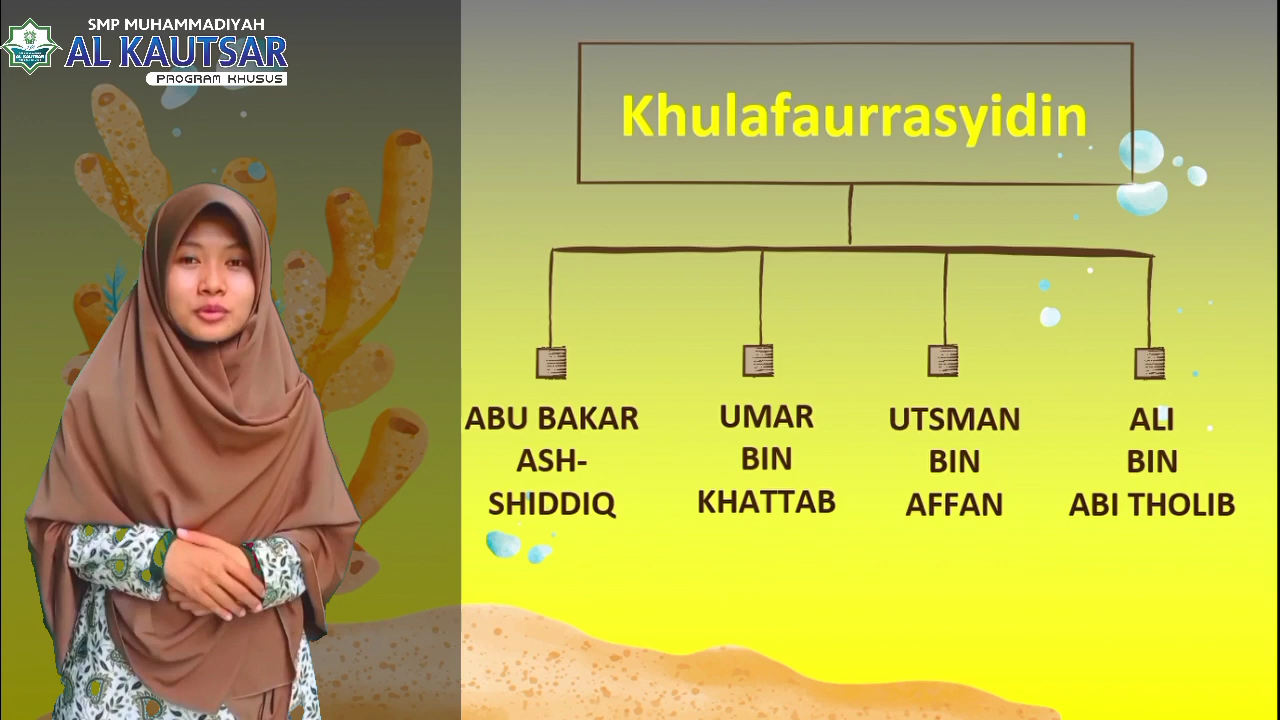 SMP MUHAMMADIYAH
AL KAUTSAR
PROGRAM KHUSUS
Khulafaurrasyidin
ABU BAKAR
ASH-
SHIDDIQ
UMAR
BIN
KHATTAB
UTSMAN
BIN
AFFAN
ALI
BIN
ABI THOLIB